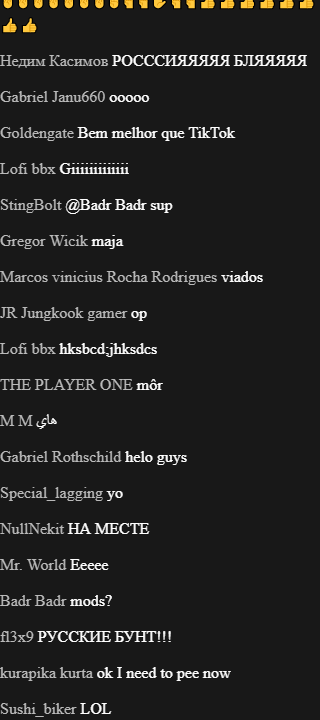 Недим Касимов РОСССИЯЯЯЯЯ БЛЯЯЯЯЯ
Gabriel Janu660 ooooo
Goldengate Bem melhor que TikTok
Lofi bbx Giiiiiiiiiiiii
StingBolt @Badr Badr sup
Gregor Wicik maja
Marcos vinicius Rocha Rodrigues viados
JR Jungkook gamer op
Lofi bbx hksbcd;jhksdcs
THE PLAYER ONE môr
M M هاي
Gabriel Rothschild helo guys
Special_lagging yo
NullNekit НА МЕСТЕ
Mr. World Eeeee
Badr Badr mods?
fl3x9 РУССКИЕ БУНТ!!!
kurapika kurta ok I need to pee now
Sushi_biker LOL